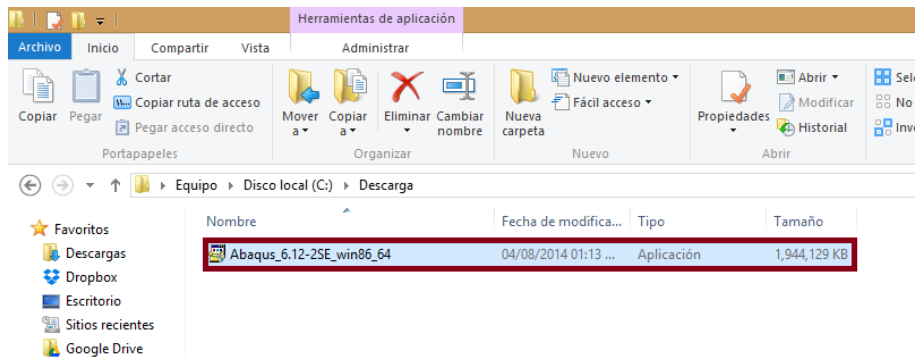 Herramientas de aplicación
Archivo Inicio Compartir Vista Administrar
Copiar
Pegar
Cortar
Copiar ruta de acceso
Pegar acceso directo
Portapapeles
Mover a
Copiar a
Eliminar
Cambiar nombre
Organizar
Nueva carpeta
Nuevo elemento
Fácil acceso
Nuevo
Propiedades
Abrir
Modificar
Historial
Abrir
No
Equipo Disco local (C:) Descarga
Favoritos
Descargas
Dropbox
Escritorio
Sitios recientes
Google Drive
Nombre Fecha de modifica... Tipo Tamaño
Abaqus_6.12-2SE_win86_64 04/08/2014 01:13 ... Aplicación 1,944,129 KB